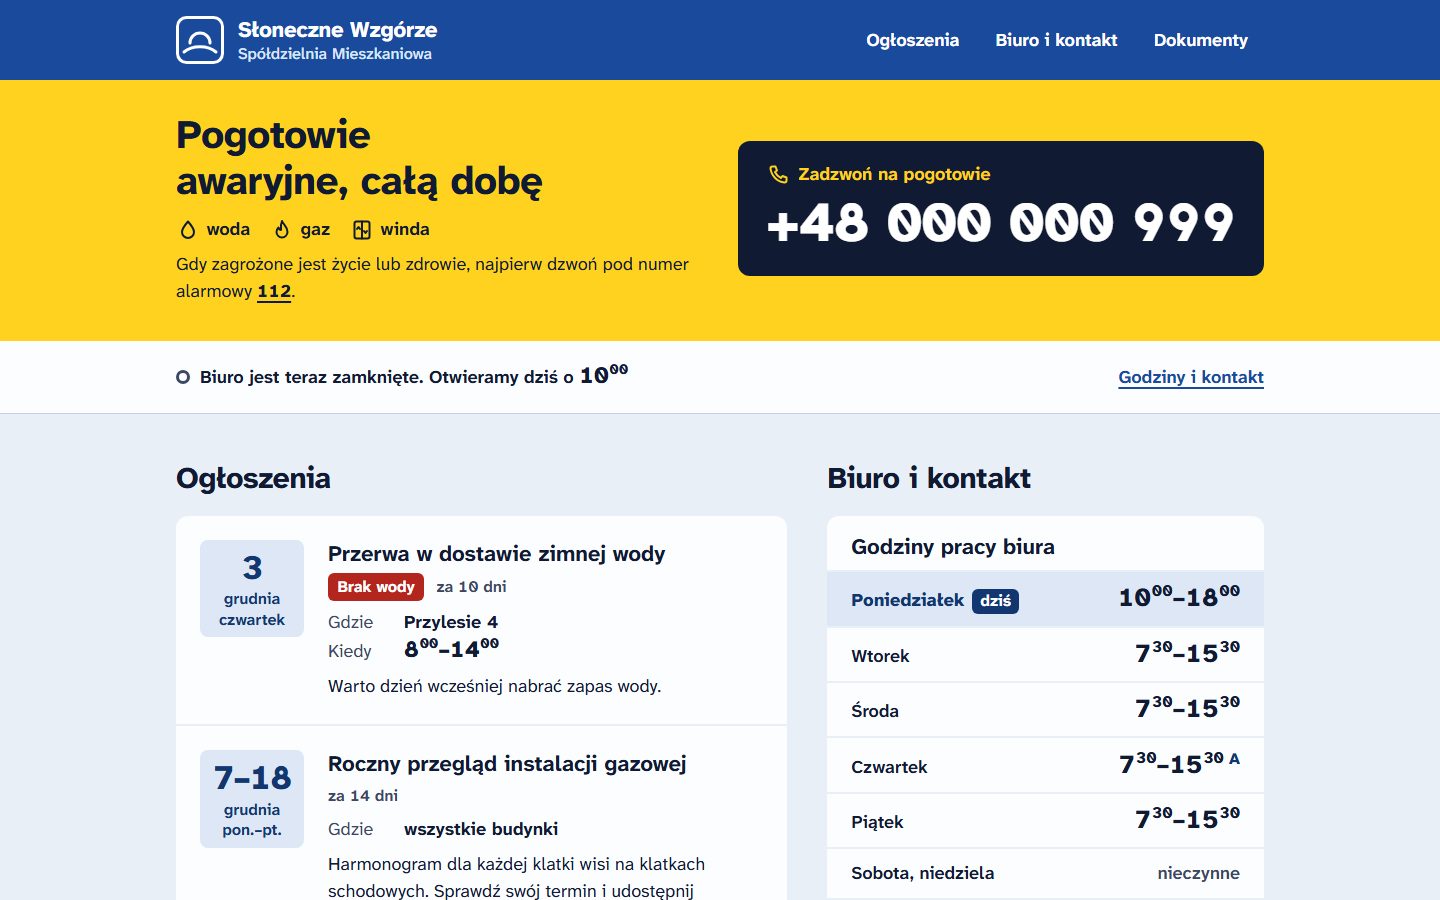 Słoneczne Wzgórze
Spółdzielnia Mieszkaniowa
Ogłoszenia
Biuro i kontakt
Dokumenty
Pogotowie
awaryjne, całą dobę
woda
gaz
winda
Gdy zagrożone jest życie lub zdrowie, najpierw dzwoń pod numer
alarmowy 112.
Zadzwoń na pogotowie
+48 000 000 999
Biuro jest teraz zamknięte. Otwieramy dziś o 10⁰⁰
Godziny i kontakt
Ogłoszenia
3
grudnia
czwartek
Przerwa w dostawie zimnej wody
Brak wody za 10 dni
Gdzie Przylesie 4
Kiedy 8⁰⁰–14⁰⁰
Warto dzień wcześniej nabrać zapas wody.
7–18
grudnia
pon.–pt.
Roczny przegląd instalacji gazowej
za 14 dni
Gdzie wszystkie budynki
Harmonogram dla każdej klatki wisi na klatkach
schodowych. Sprawdź swój termin i udostępnij
Biuro i kontakt
Godziny pracy biura
Poniedziałek dziś 10⁰⁰–18⁰⁰
Wtorek 7³⁰–15³⁰
Środa 7³⁰–15³⁰
Czwartek 7³⁰–15³⁰ ᴬ
Piątek 7³⁰–15³⁰
Sobota, niedziela nieczynne